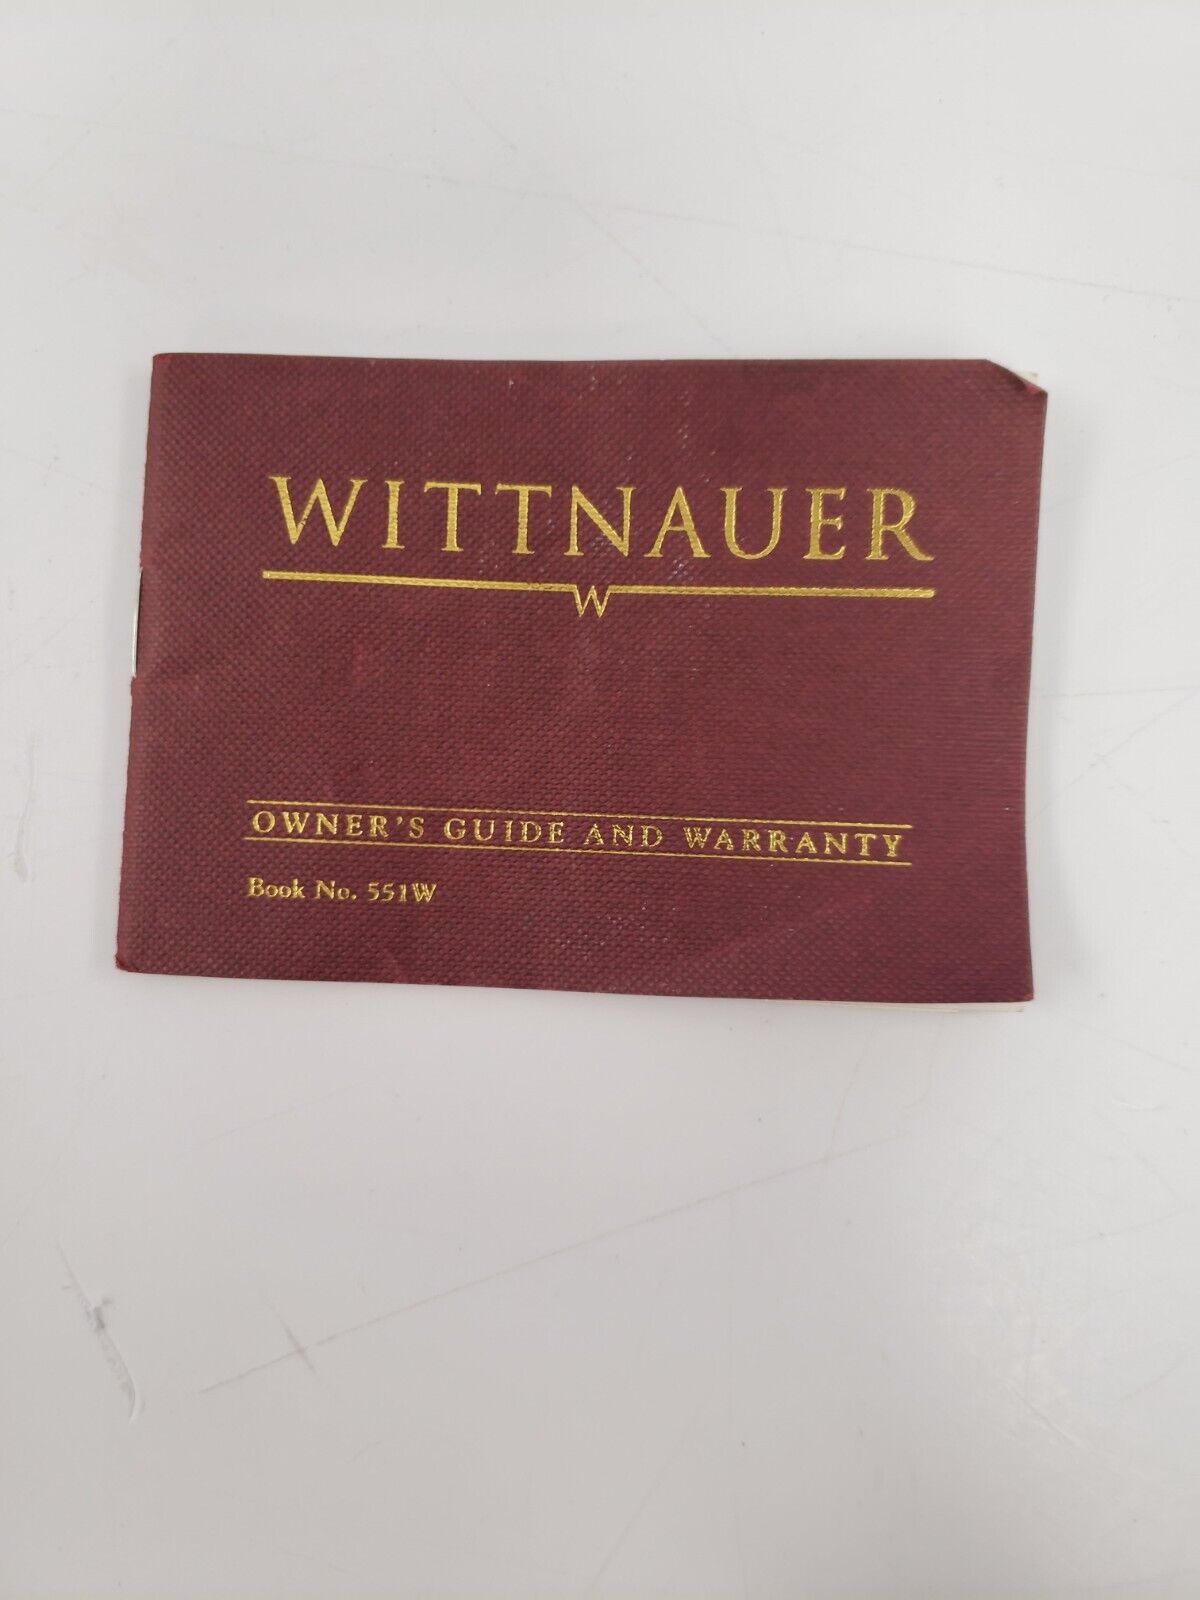 WITTNAUER
W
OWNER'S GUIDE AND WARRANTY
Book No. 551W